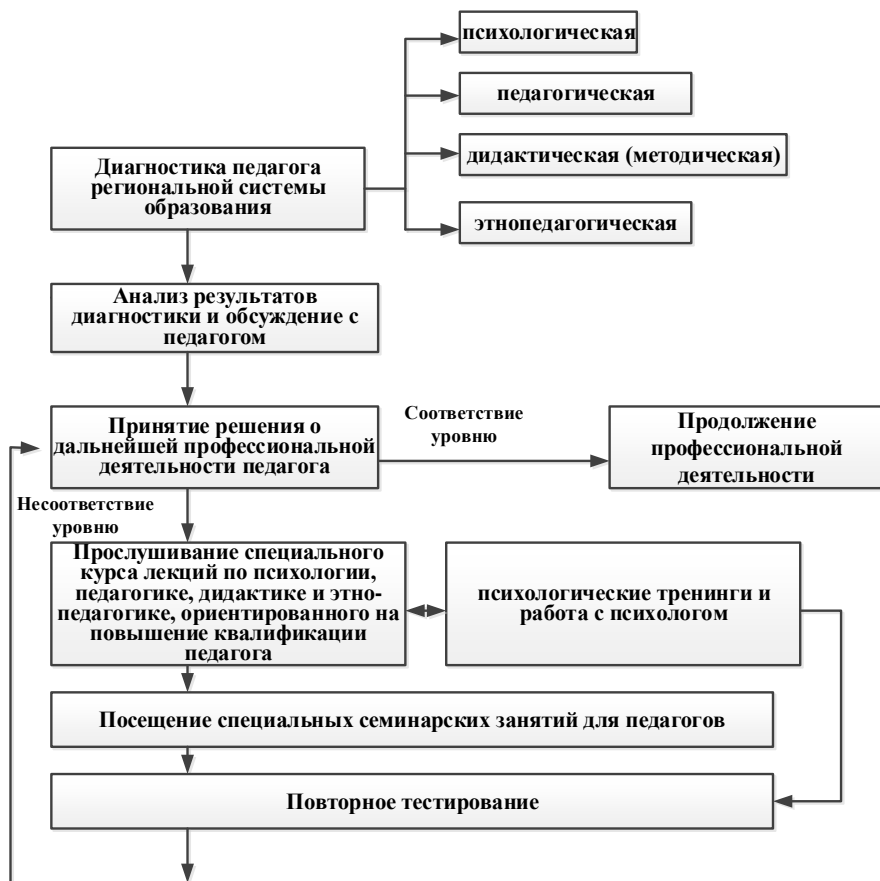 психологическая
педагогическая
дидактическая (методическая)
этнопедагогическая
Диагностика педагога
региональной системы
образования
Анализ результатов
диагностики и обсуждение с
педагогом
Принятие решения о
дальнейшей профессиональной
деятельности педагога
Соответствие
уровню
Продолжение
профессиональной
деятельности
Несоответствие
уровню
Прослушивание специального
курса лекций по психологии,
педагогике, дидактике и этно-
педагогике, ориентированного на
повышение квалификации
педагога
психологические тренинги и
работа с психологом
Посещение специальных семинарских занятий для педагогов
Повторное тестирование